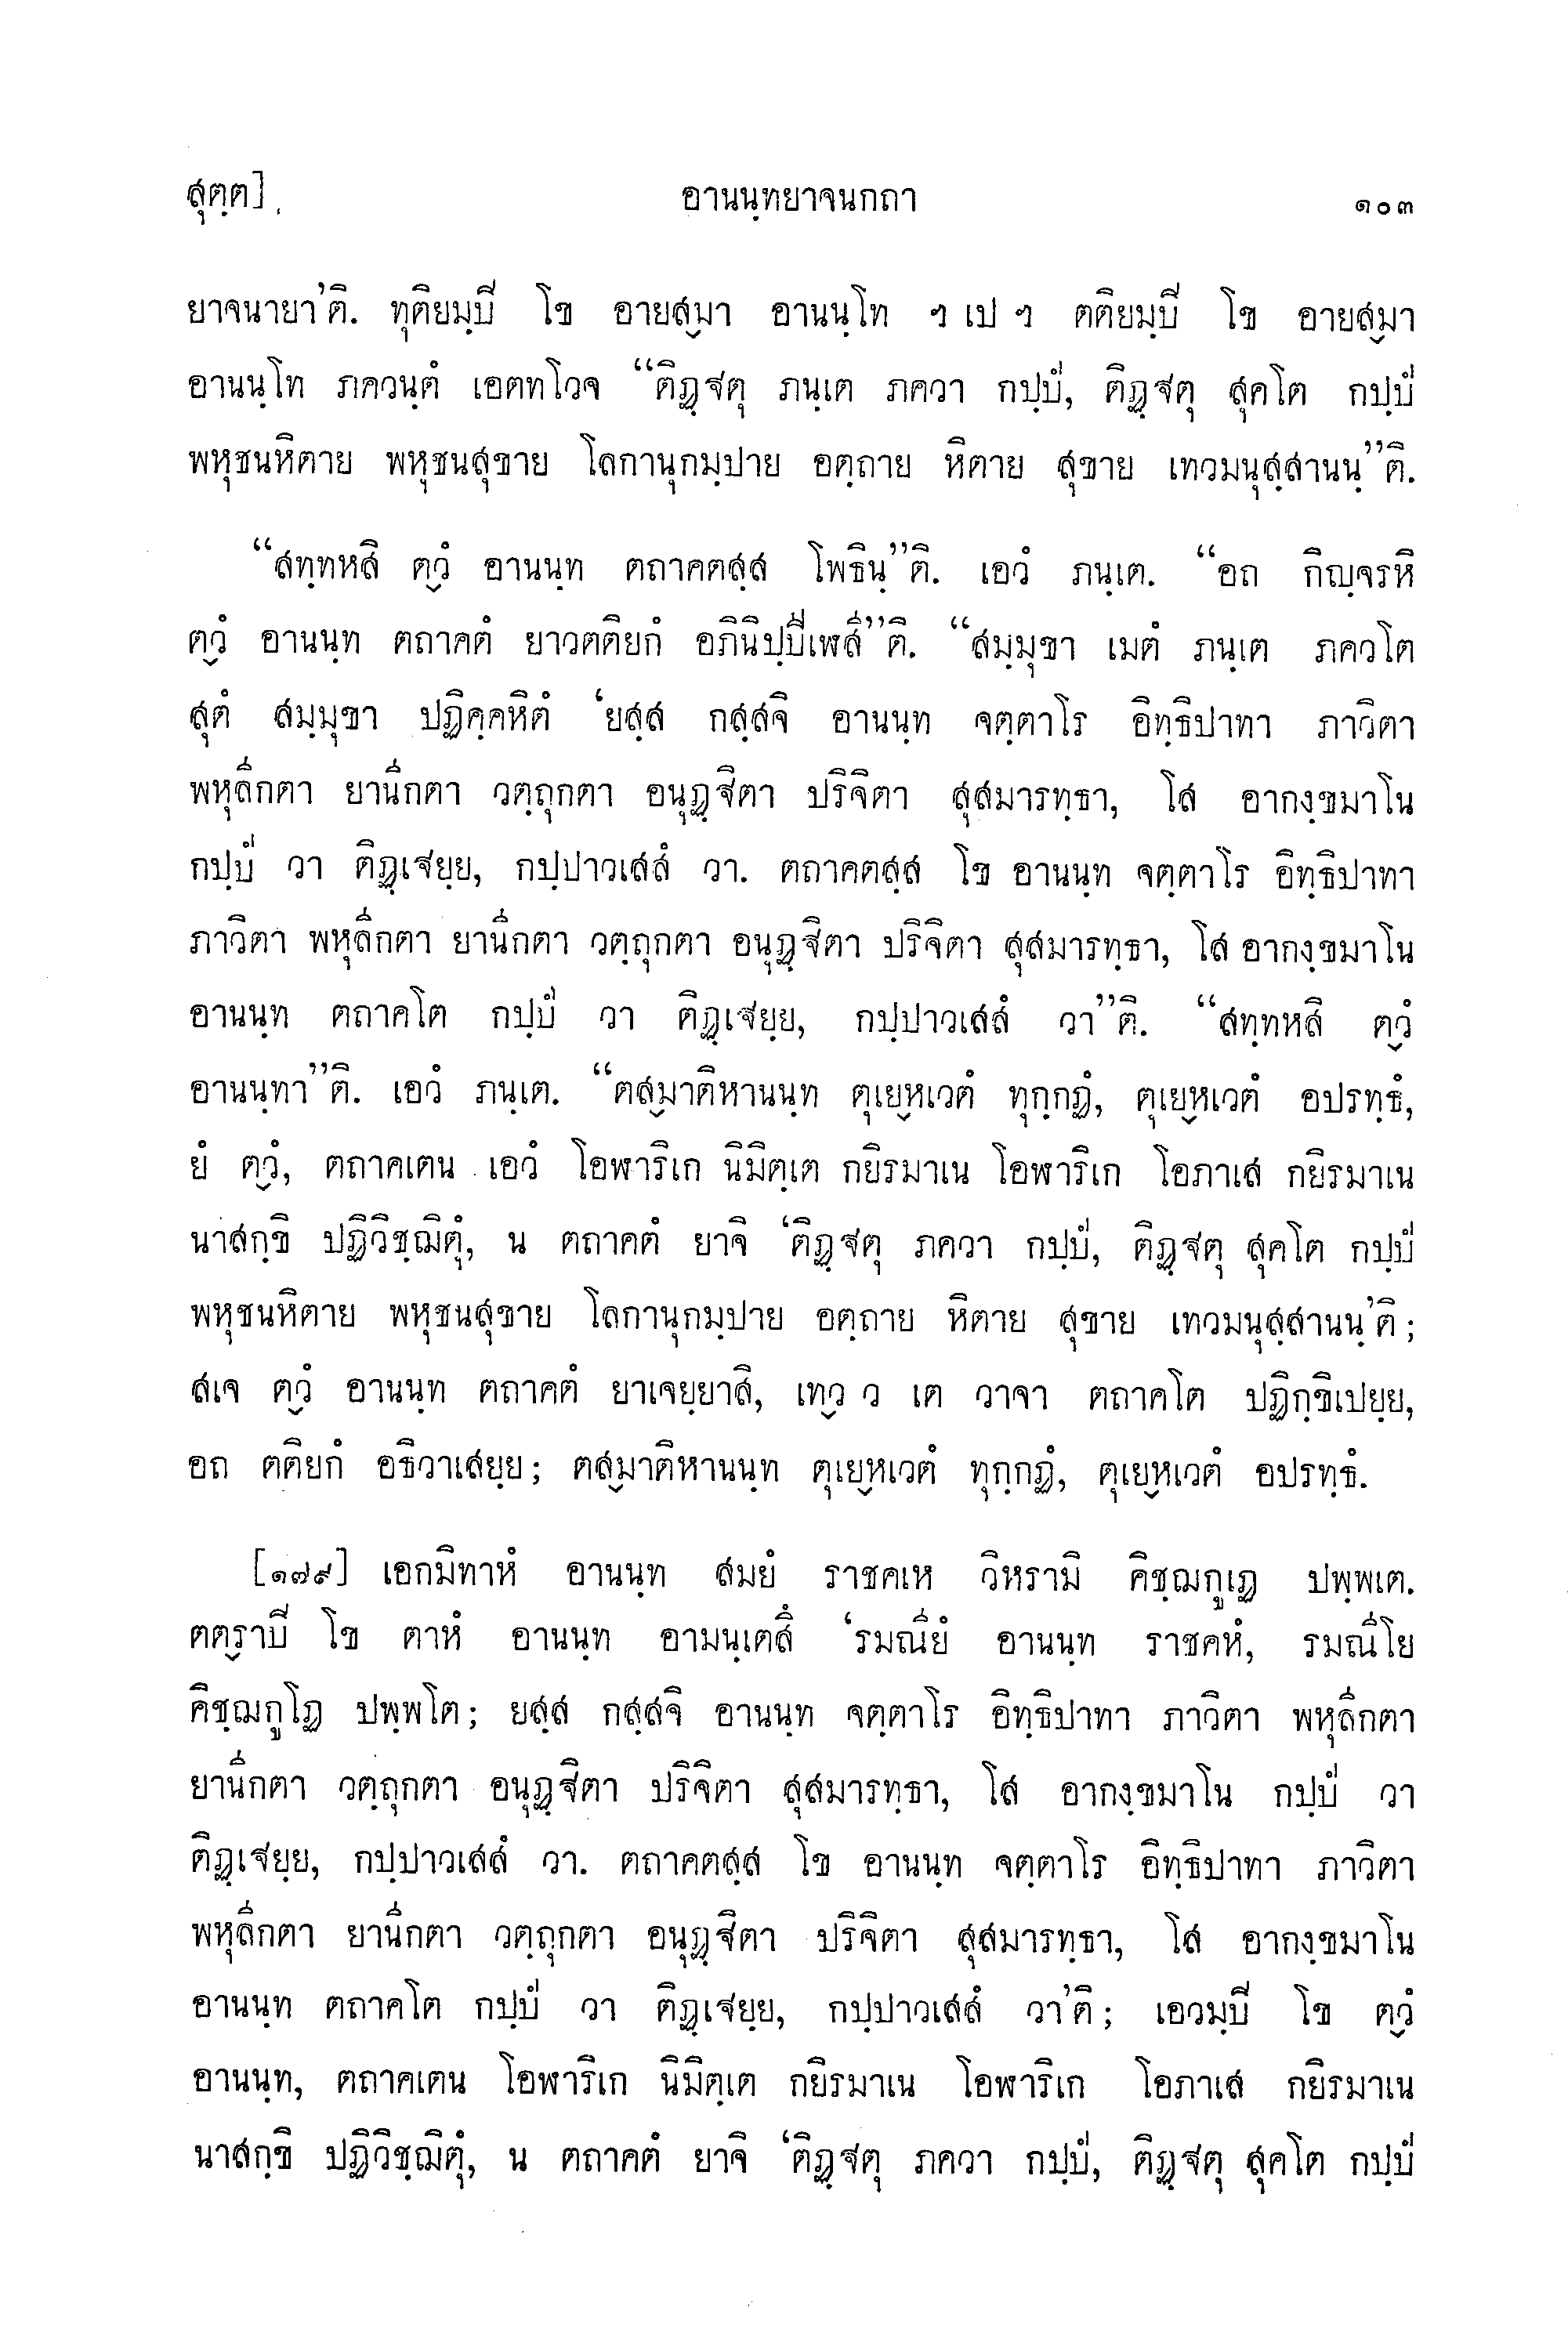 สุตฺต]
อานนฺทยาจนกถา
๑๐๓
ยาจนายา’ติ. ทุติยมฺปิ โข อายส๎มา อานนฺโท ฯ เป ฯ ตติยมฺปิ โข อายส๎มา
อานนฺโท ภควนฺตํ เอตทโวจ “ติฏฺฐตุ ภนฺเต ภควา กปฺปํ, ติฏฺฐตุ สุคโต กปฺปํ
พหุชนหิตาย พหุชนสุขาย โลกานุกมฺปาย อตฺถาย หิตาย สุขาย เทวมนุสฺสานนฺ”ติ.
“สทฺทหสิ ต๎วํ อานนฺท ตถาคตสฺส โพธินฺ”ติ. เอวํ ภนฺเต. “อถ กิญฺจรหิ
ต๎วํ อานนฺท ตถาคตํ ยาวตติยกํ อภินิปฺปีเฬสี”ติ. “สมฺมุขา เมตํ ภนฺเต ภควโต
สุตํ สมฺมุขา ปฏิคฺคหิตํ ‘ยสฺส กสฺสจิ อานนฺท จตฺตาโร อิทฺธิปาทา ภาวิตา
พหุลีกตา ยานีกตา วตฺถุกตา อนุฏฺฐิตา ปริจิตา สุสมารทฺธา, โส อากงฺขมาโน
กปฺปํ วา ติฏฺเฐยฺย, กปฺปาวเสสํ วา. ตถาคตสฺส โข อานนฺท จตฺตาโร อิทฺธิปาทา
ภาวิตา พหุลีกตา ยานีกตา วตฺถุกตา อนุฏฺฐิตา ปริจิตา สุสมารทฺธา, โส อากงฺขมาโน
อานนฺท ตถาคโต กปฺปํ วา ติฏฺเฐยฺย, กปฺปาวเสสํ วา”ติ. “สทฺทหสิ ต๎วํ
อานนฺทา”ติ. เอวํ ภนฺเต. “ตส๎มาติหานนฺท ตุเย๎หเวตํ ทุกฺกฏํ, ตุเย๎หเวตํ อปรทฺธํ,
ยํ ต๎วํ, ตถาคเตน เอวํ โอฬาริเก นิมิตฺเต กยิรมาเน โอฬาริเก โอภาเส กยิรมาเน
นาสกฺขิ ปฏิวิชฺฌิตุํ, น ตถาคตํ ยาจิ ‘ติฏฺฐตุ ภควา กปฺปํ, ติฏฺฐตุ สุคโต กปฺปํ
พหุชนหิตาย พหุชนสุขาย โลกานุกมฺปาย อตฺถาย หิตาย สุขาย เทวมนุสฺสานนฺ’ติ;
สเจ ต๎วํ อานนฺท ตถาคตํ ยาเจยฺยาสิ, เท๎ว ว เต วาจา ตถาคโต ปฏิกฺขิเปยฺย,
อถ ตติยกํ อธิวาเสยฺย; ตส๎มาติหานนฺท ตุเย๎หเวตํ ทุกฺกฏํ, ตุเย๎หเวตํ อปรทฺธํ.
[๑๗๙] เอกมิทาหํ อานนฺท สมยํ ราชคเห วิหรามิ คิชฺฌกูเฏ ปพฺพเต.
ตต๎ราปิ โข ตาหํ อานนฺท อามนฺเตสึ ‘รมณียํ อานนฺท ราชคหํ, รมณีโย
คิชฺฌกูโฏ ปพฺพโต; ยสฺส กสฺสจิ อานนฺท จตฺตาโร อิทฺธิปาทา ภาวิตา พหุลีกตา
ยานีกตา วตฺถุกตา อนุฏฺฐิตา ปริจิตา สุสมารทฺธา, โส อากงฺขมาโน กปฺปํ วา
ติฏฺเฐยฺย, กปฺปาวเสสํ วา. ตถาคตสฺส โข อานนฺท จตฺตาโร อิทฺธิปาทา ภาวิตา
พหุลีกตา ยานีกตา วตฺถุกตา อนุฏฺฐิตา ปริจิตา สุสมารทฺธา, โส อากงฺขมาโน
อานนฺท ตถาคโต กปฺปํ วา ติฏฺเฐยฺย, กปฺปาวเสสํ วา’ติ; เอวมฺปิ โข ต๎วํ
อานนฺท, ตถาคเตน โอฬาริเก นิมิตฺเต กยิรมาเน โอฬาริเก โอภาเส กยิรมาเน
นาสกฺขิ ปฏิวิชฺฌิตุํ, น ตถาคตํ ยาจิ ‘ติฏฺฐตุ ภควา กปฺปํ, ติฏฺฐตุ สุคโต กปฺปํ